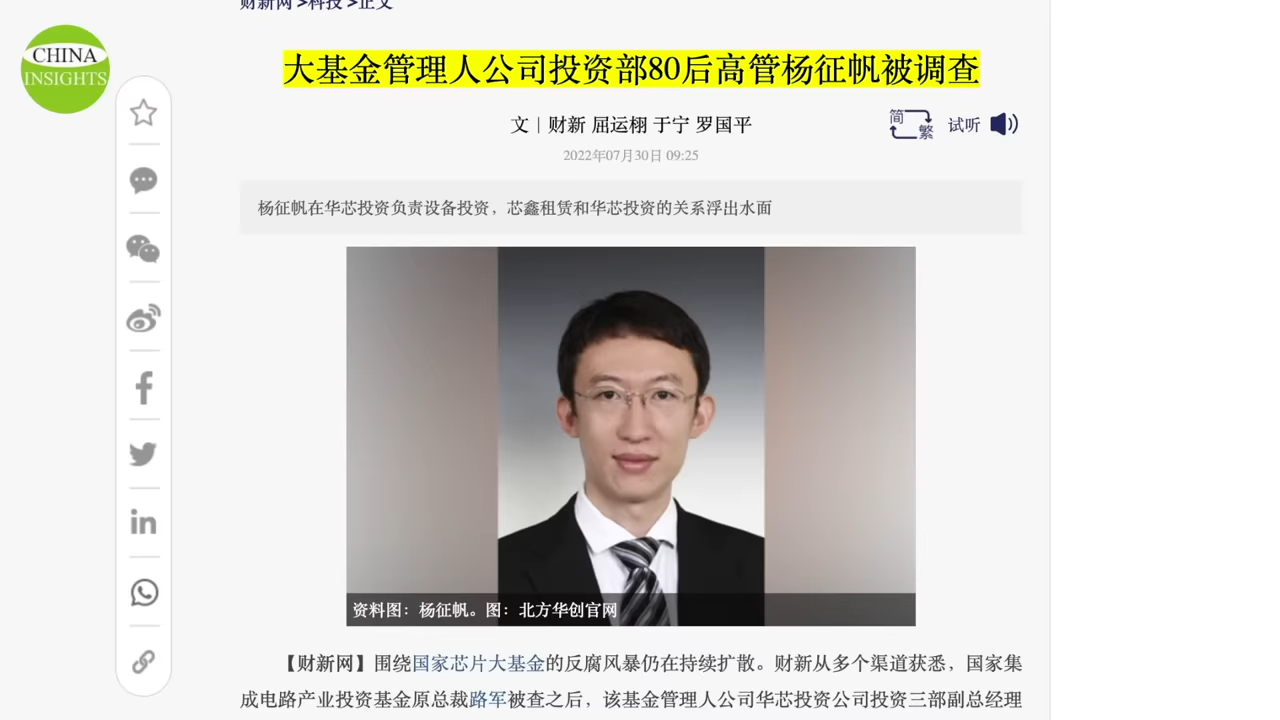 财新网>科技>正文
CHINA
INSIGHTS
大基金管理人公司投资部80后高管杨征帆被调查
文｜财新 屈运栩 于宁 罗国平
简
繁
试听
2022年07月30日 09:25
杨征帆在华芯投资负责设备投资，芯鑫租赁和华芯投资的关系浮出水面
资料图：杨征帆。图：北方华创官网
【财新网】围绕国家芯片大基金的反腐风暴仍在持续扩散。财新从多个渠道获悉，国家集
成电路产业投资基金原总裁路军被查之后，该基金管理人公司华芯投资公司投资三部副总经理